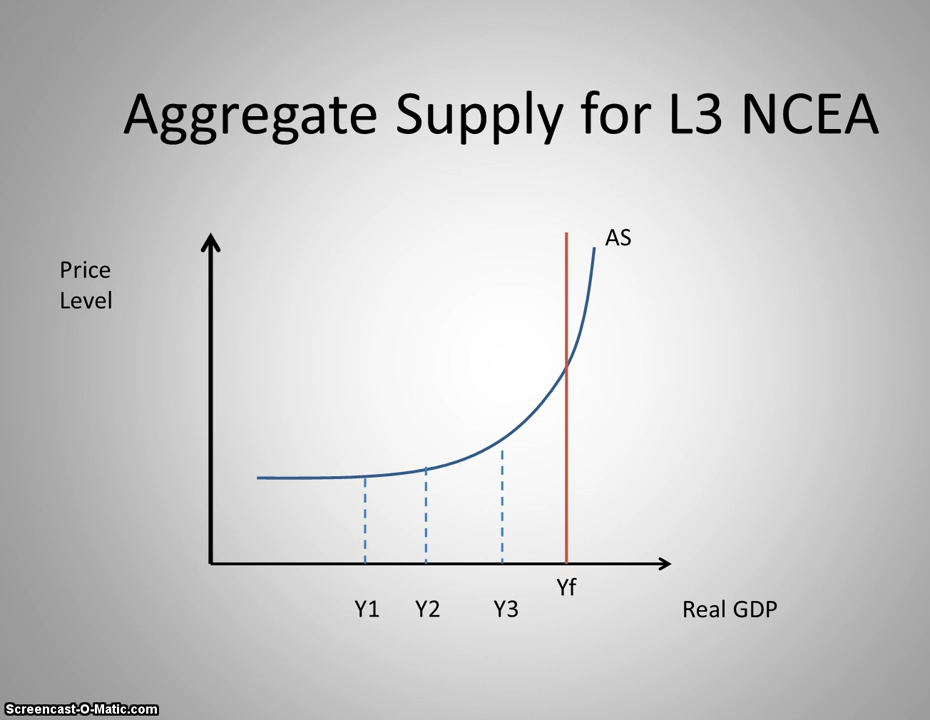 Aggregate Supply for L3 NCEA
AS
Price
Level
Yf
Y1 Y2 Y3 Real GDP
Screencast-O-Matic.com